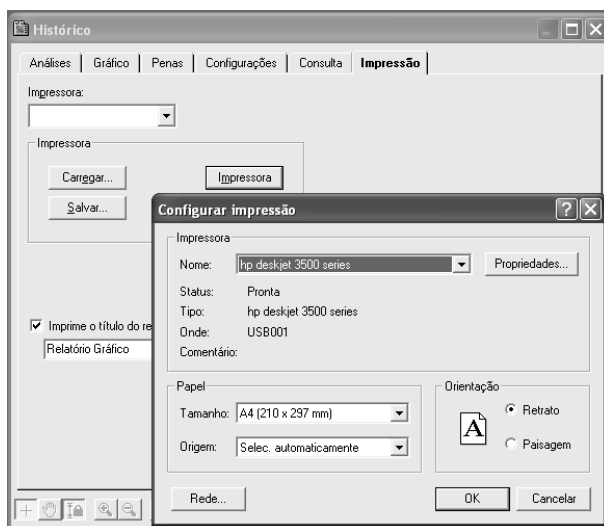 Histórico
Análises Gráfico Penas Configurações Consulta Impressão
Impressora:
Impressora
Carregar... Impressora
Salvar...
Imprime o título do re
Relatório Gráfico
Configurar impressão
Impressora
Nome: hp deskjet 3500 series Propriedades...
Status: Pronta
Tipo: hp deskjet 3500 series
Onde: USB001
Comentário:
Papel
Tamanho: A4 (210 x 297 mm)
Origem: Selec. automaticamente
Orientação
A
Retrato
Paisagem
Rede... OK Cancelar